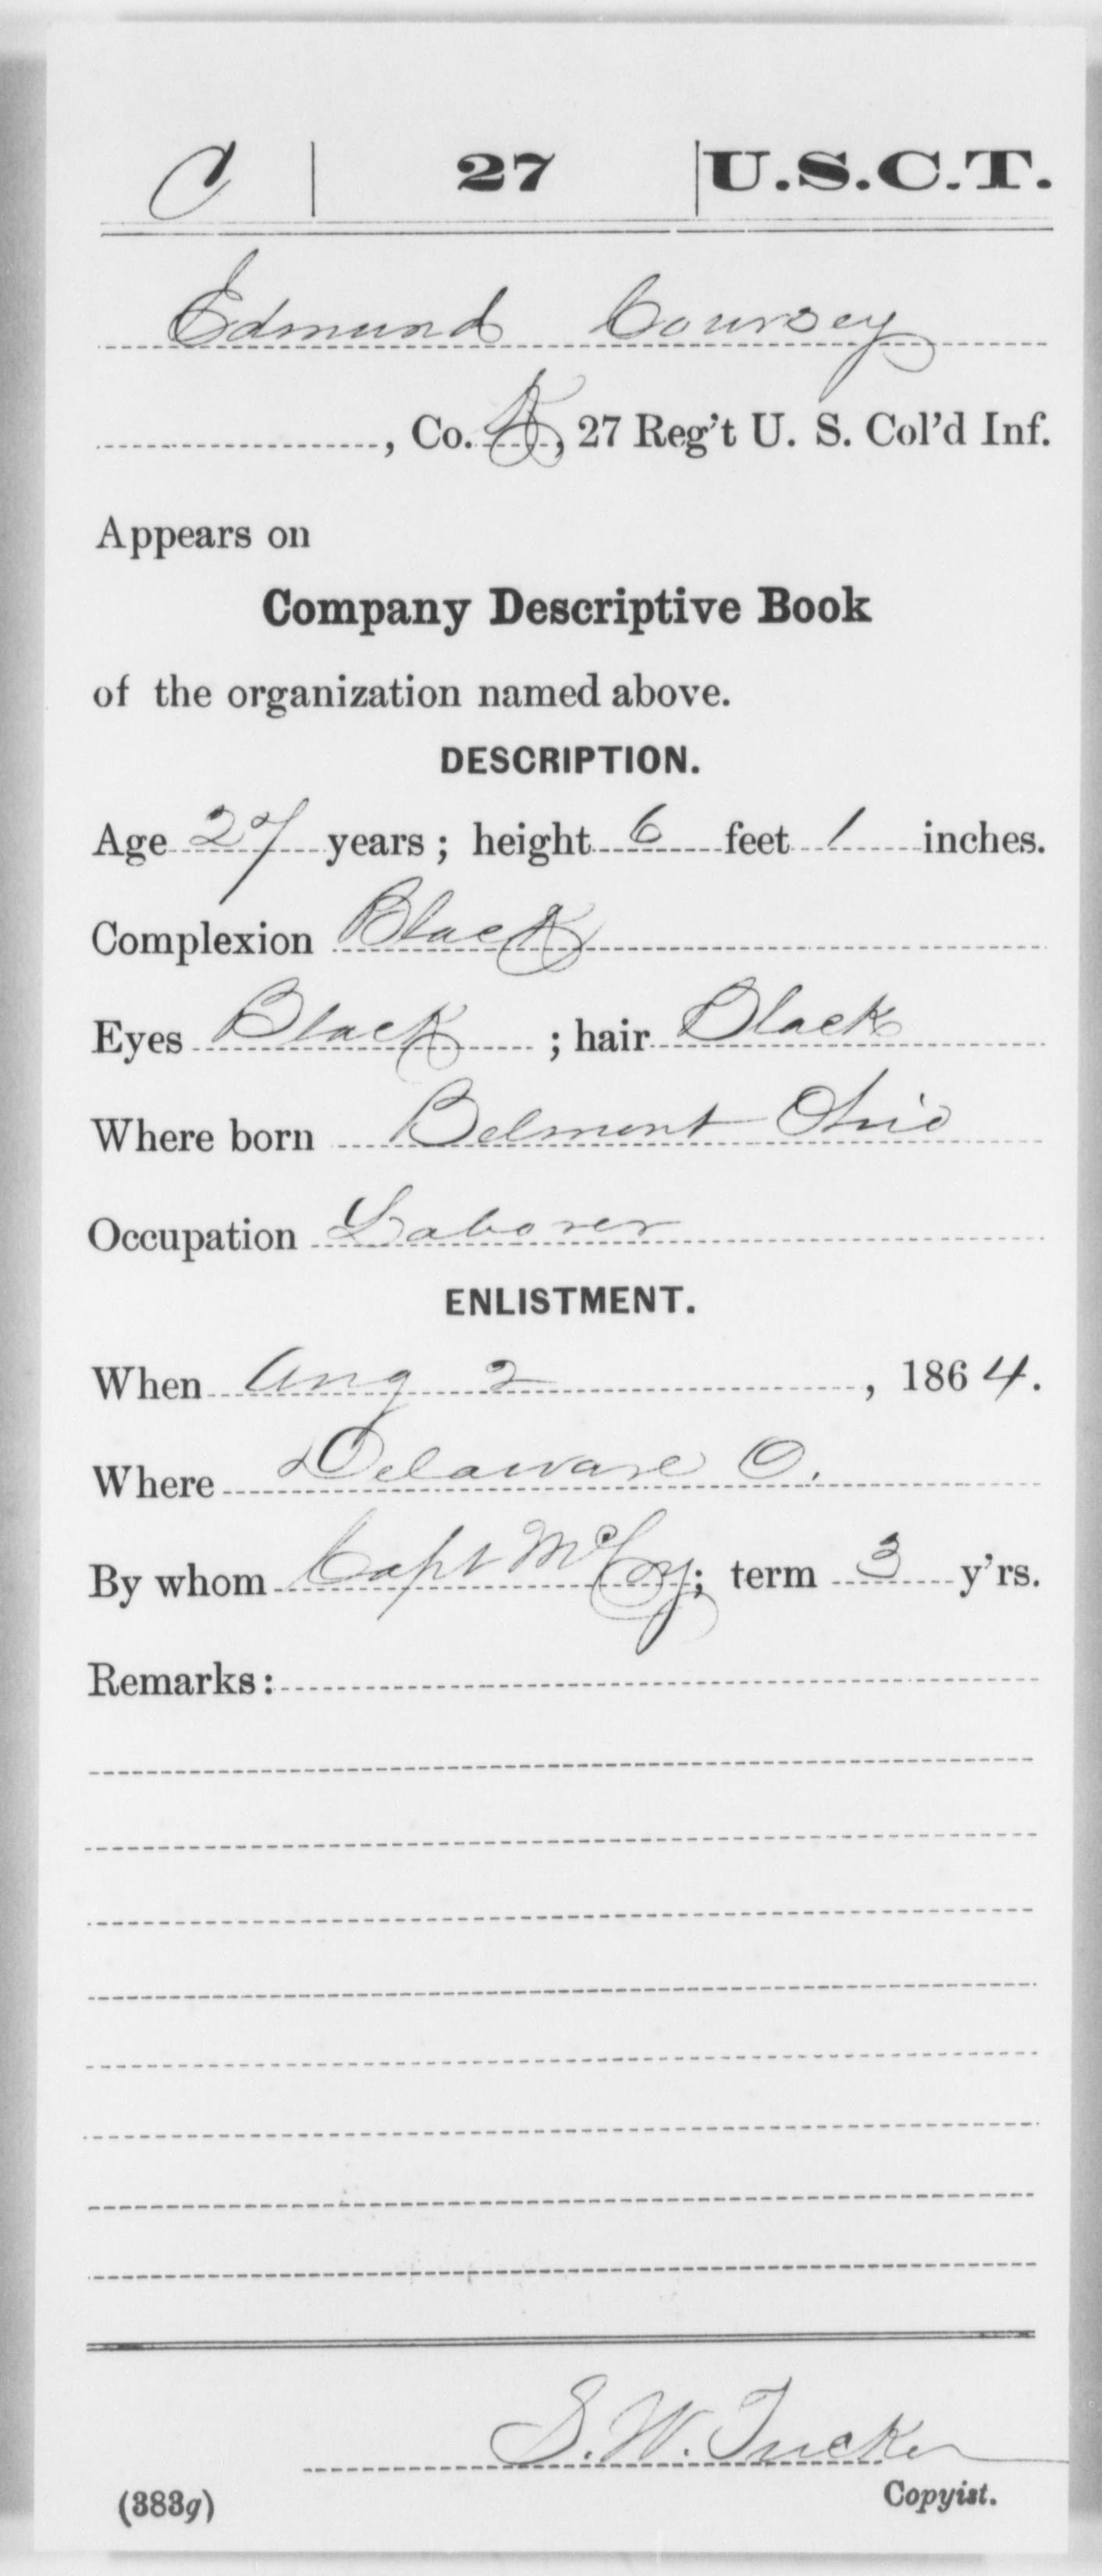 C | 27 | U.S.C.T.
Edmund Coursey
, Co. K, 27 Reg't U. S. Col'd Inf.
Appears on
Company Descriptive Book
of the organization named above.
DESCRIPTION.
Age 27 years; height 6 feet 1 inches.
Complexion Black
Eyes Black ; hair Black
Where born Belmont Ohio
Occupation Laborer
ENLISTMENT.
When Aug 2, 1864.
Where Delaware O.
By whom Capt McCoy; term 3 y'rs.
Remarks:
S. W. Tucker
(383g) Copyist.